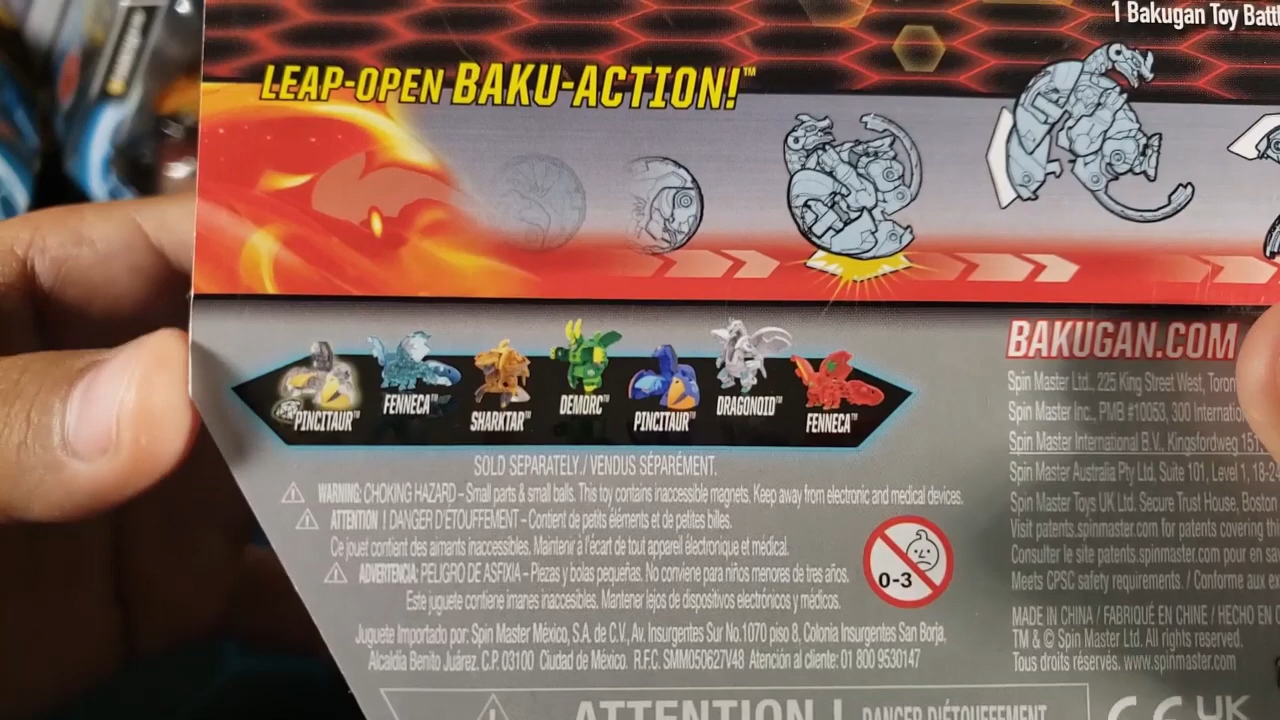 1 Bakugan Toy Battl
LEAP-OPEN BAKU-ACTION!™
PINCITAUR™
FENNECA™
SHARKTAR™
DEMORC™
PINCITAUR™
DRAGONOID™
FENNECA™
SOLD SEPARATELY./VENDUS SÉPARÉMENT.
WARNING: CHOKING HAZARD – Small parts & small balls. This toy contains inaccessible magnets. Keep away from electronic and medical devices.
ATTENTION ! DANGER D'ÉTOUFFEMENT – Contient de petits éléments et de petites billes.
Ce jouet contient des aimants inaccessibles. Maintenir à l'écart de tout appareil électronique et médical.
ADVERTENCIA: PELIGRO DE ASFIXIA – Piezas y bolas pequeñas. No conviene para niños menores de tres años.
Este juguete contiene imanes inaccesibles. Mantener lejos de dispositivos electrónicos y médicos.
0-3
Juguete Importado por: Spin Master México, S.A. de C.V., Av. Insurgentes Sur No.1070 piso 8, Colonia Insurgentes San Borja,
Alcaldía Benito Juárez. C.P. 03100 Ciudad de México. R.F.C. SMM050627V48 Atención al cliente: 01 800 9530147
ATTENTION ! DANGER D'ÉTOUFFEMENT
BAKUGAN.COM
Spin Master Ltd., 225 King Street West, Toron
Spin Master Inc., PMB #10053, 300 Internatio
Spin Master International B.V., Kingsfordweg 151
Spin Master Australia Pty Ltd, Suite 101, Level 1, 18-2
Spin Master Toys UK Ltd. Secure Trust House, Boston
Visit patents.spinmaster.com for patents covering th
Consulter le site patents.spinmaster.com pour en sa
Meets CPSC safety requirements. / Conforme aux ex
MADE IN CHINA / FABRIQUÉ EN CHINE / HECHO EN C
TM & © Spin Master Ltd. All rights reserved.
Tous droits réservés. www.spinmaster.com
CE UK